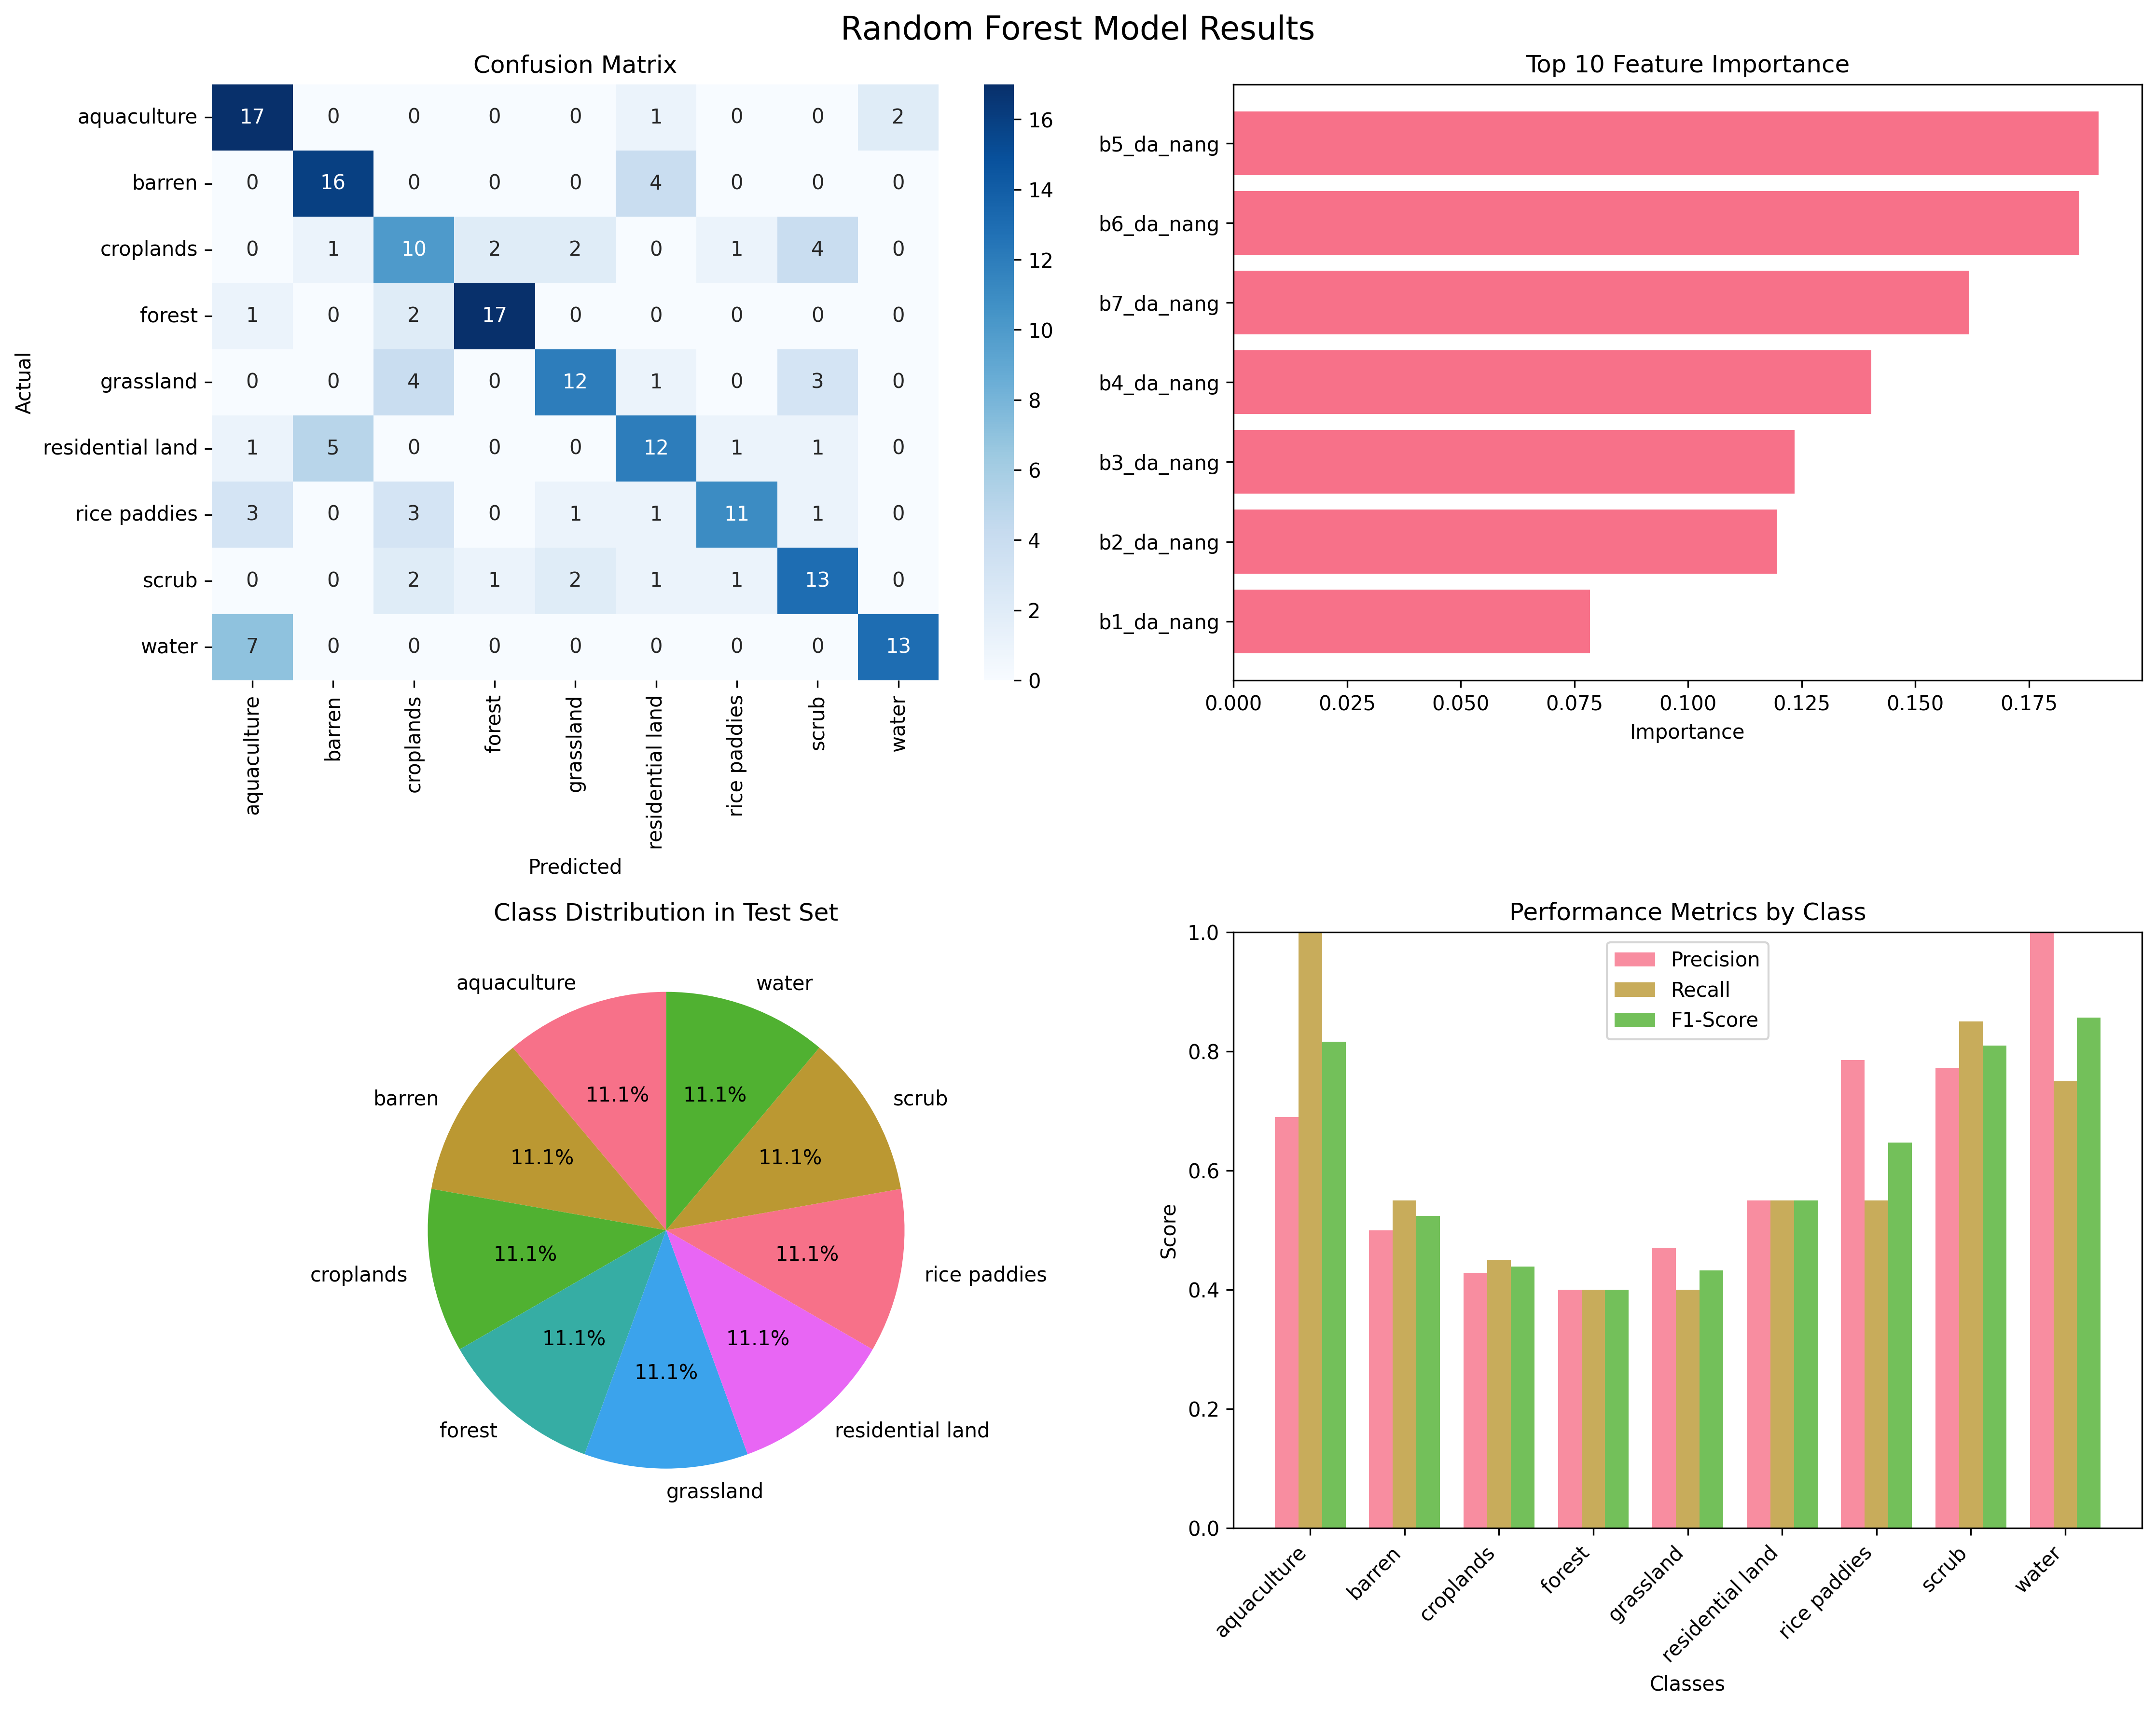 Random Forest Model Results
Confusion Matrix
Actual
aquaculture 17 0 0 0 0 1 0 0 2
barren 0 16 0 0 0 4 0 0 0
croplands 0 1 10 2 2 0 1 4 0
forest 1 0 2 17 0 0 0 0 0
grassland 0 0 4 0 12 1 0 3 0
residential land 1 5 0 0 0 12 1 1 0
rice paddies 3 0 3 0 1 1 11 1 0
scrub 0 0 2 1 2 1 1 13 0
water 7 0 0 0 0 0 0 0 13
aquaculture barren croplands forest grassland residential land rice paddies scrub water
Predicted
16
14
12
10
8
6
4
2
0
Top 10 Feature Importance
b5_da_nang
b6_da_nang
b7_da_nang
b4_da_nang
b3_da_nang
b2_da_nang
b1_da_nang
0.000 0.025 0.050 0.075 0.100 0.125 0.150 0.175
Importance
Class Distribution in Test Set
aquaculture 11.1%
barren 11.1%
croplands 11.1%
forest 11.1%
grassland 11.1%
residential land 11.1%
rice paddies 11.1%
scrub 11.1%
water 11.1%
Performance Metrics by Class
Precision
Recall
F1-Score
Score
1.0
0.8
0.6
0.4
0.2
0.0
aquaculture barren croplands forest grassland residential land rice paddies scrub water
Classes